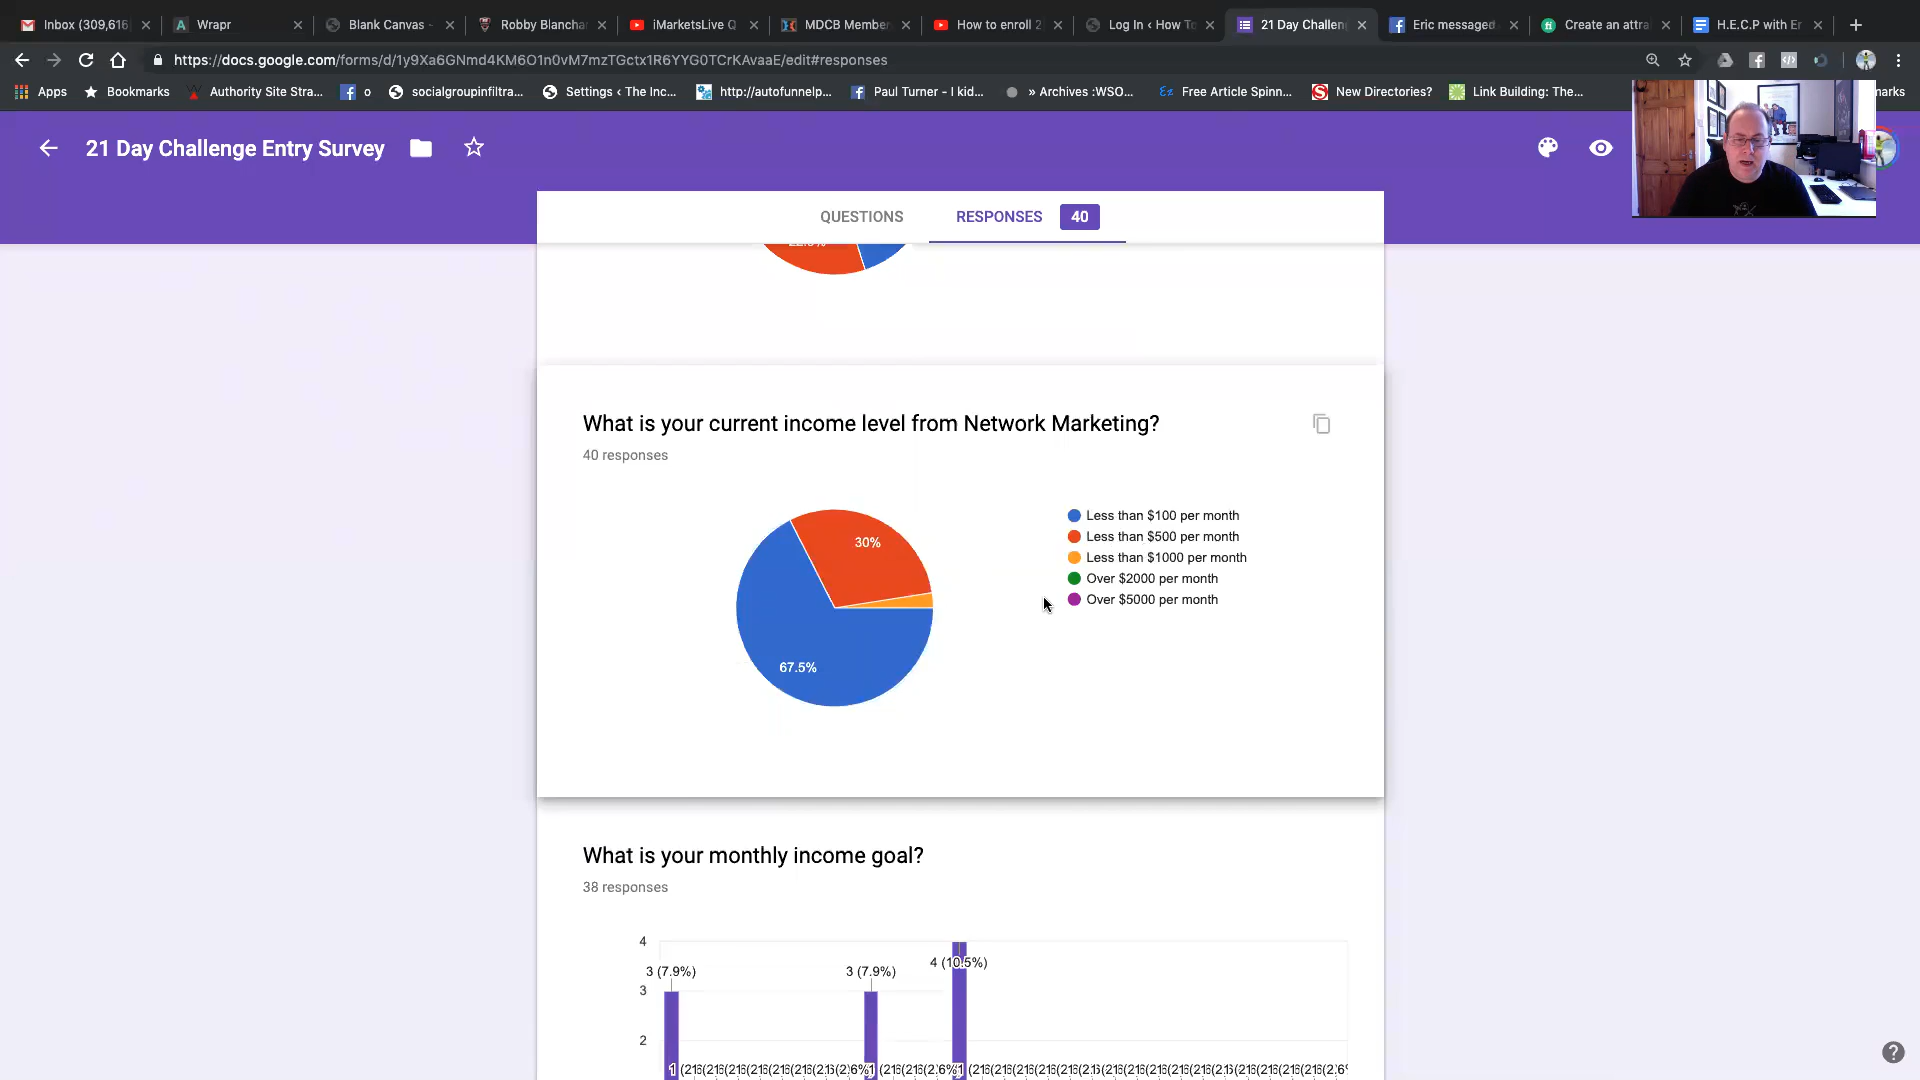 Inbox (309,616
Wrapr
Blank Canvas -
Robby Blancha
iMarketsLive Q
MDCB Member
How to enroll 2
Log In ‹ How To
21 Day Challen
Eric messaged
Create an attra
H.E.C.P with Er
https://docs.google.com/forms/d/1y9Xa6GNmd4KM6O1n0vM7mzTGctx1R6YYG0TCrKAvaaE/edit#responses
Apps
Bookmarks
Authority Site Stra...
o
socialgroupinfiltra...
Settings ‹ The Inc...
http://autofunnelp...
Paul Turner - I kid...
» Archives :WSO...
Free Article Spinn...
New Directories?
Link Building: The...
marks
21 Day Challenge Entry Survey
QUESTIONS
RESPONSES 40
What is your current income level from Network Marketing?
40 responses
30%
67.5%
Less than $100 per month
Less than $500 per month
Less than $1000 per month
Over $2000 per month
Over $5000 per month
What is your monthly income goal?
38 responses
4
3 (7.9%)
3 (7.9%)
4 (10.5%)
3
2